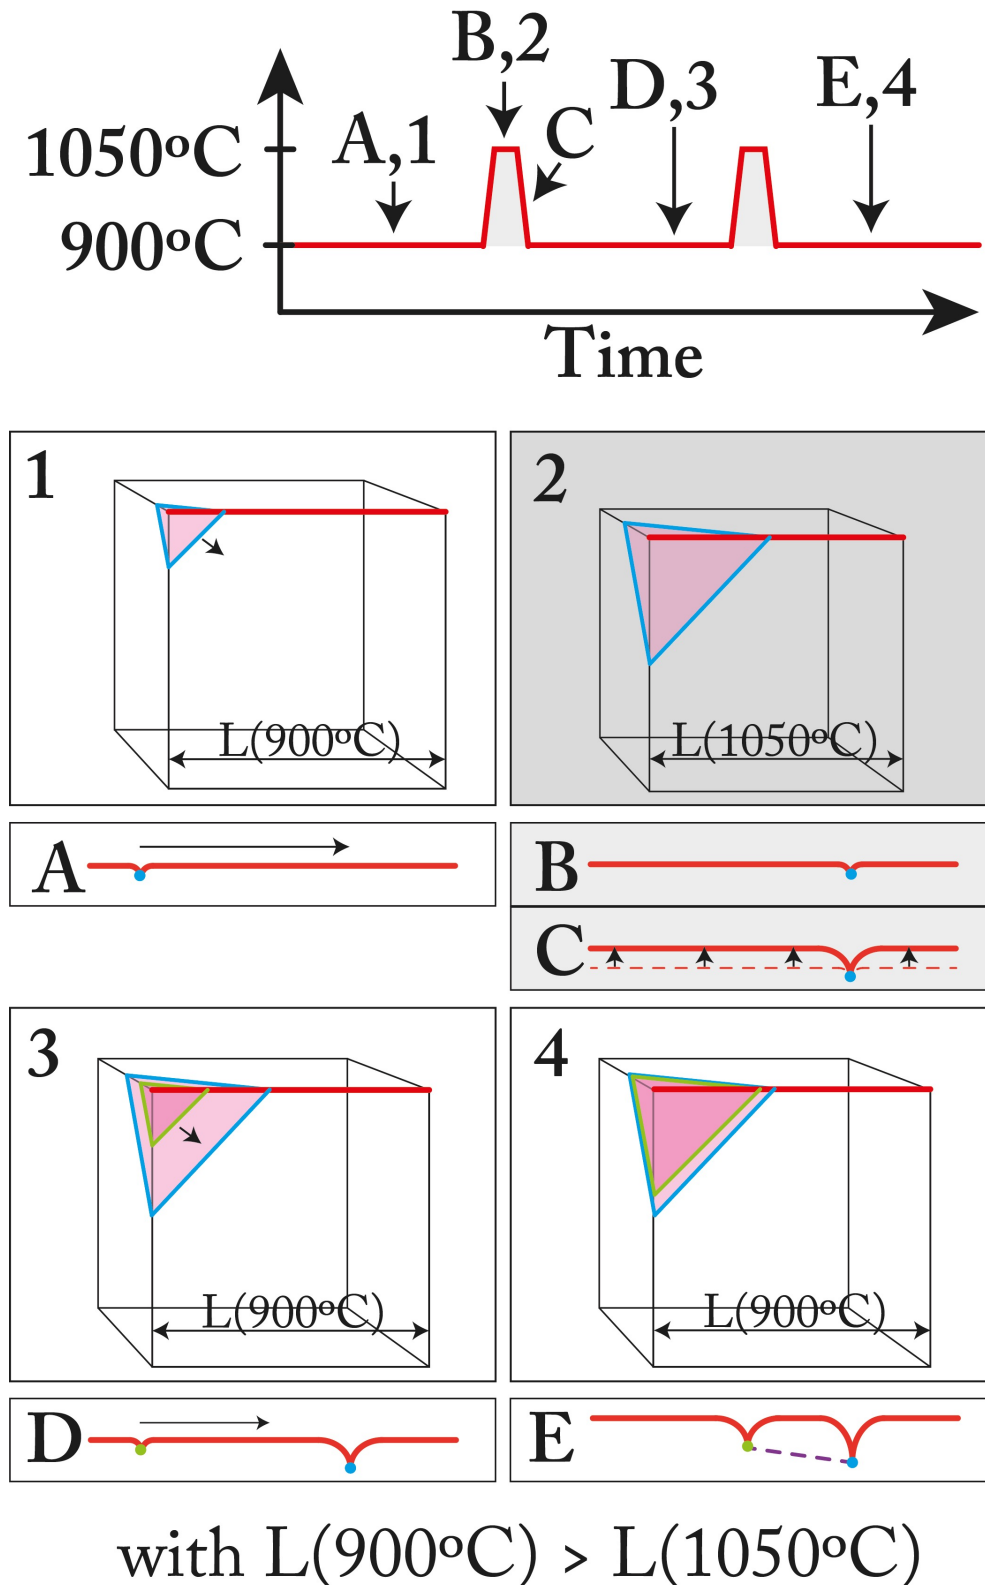 B,2
D,3
E,4
A,1
C
1050ºC
900ºC
Time
1
2
L(900ºC)
L(1050ºC)
A
B
C
3
4
L(900ºC)
L(900ºC)
D
E
with L(900ºC) > L(1050ºC)